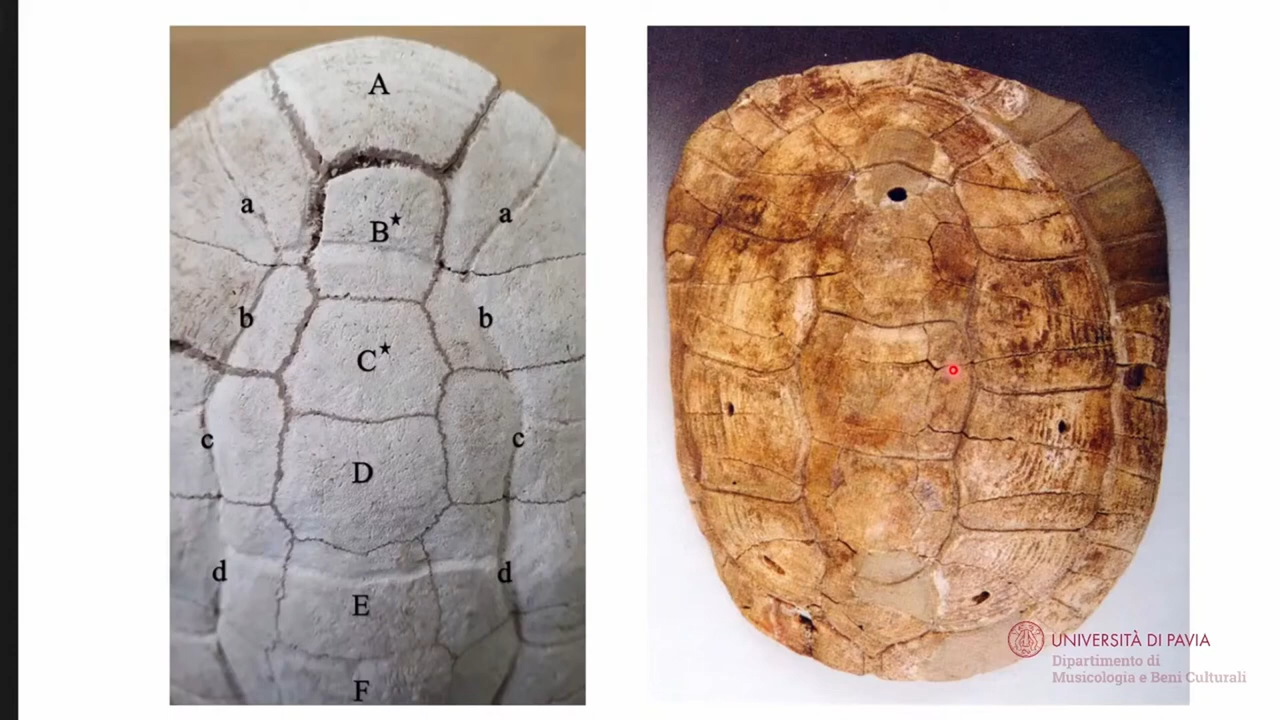 A
B★
a
a
b
b
C★
c
c
D
d
d
E
F
UNIVERSITÀ DI PAVIA
Dipartimento di
Musicologia e Beni Culturali